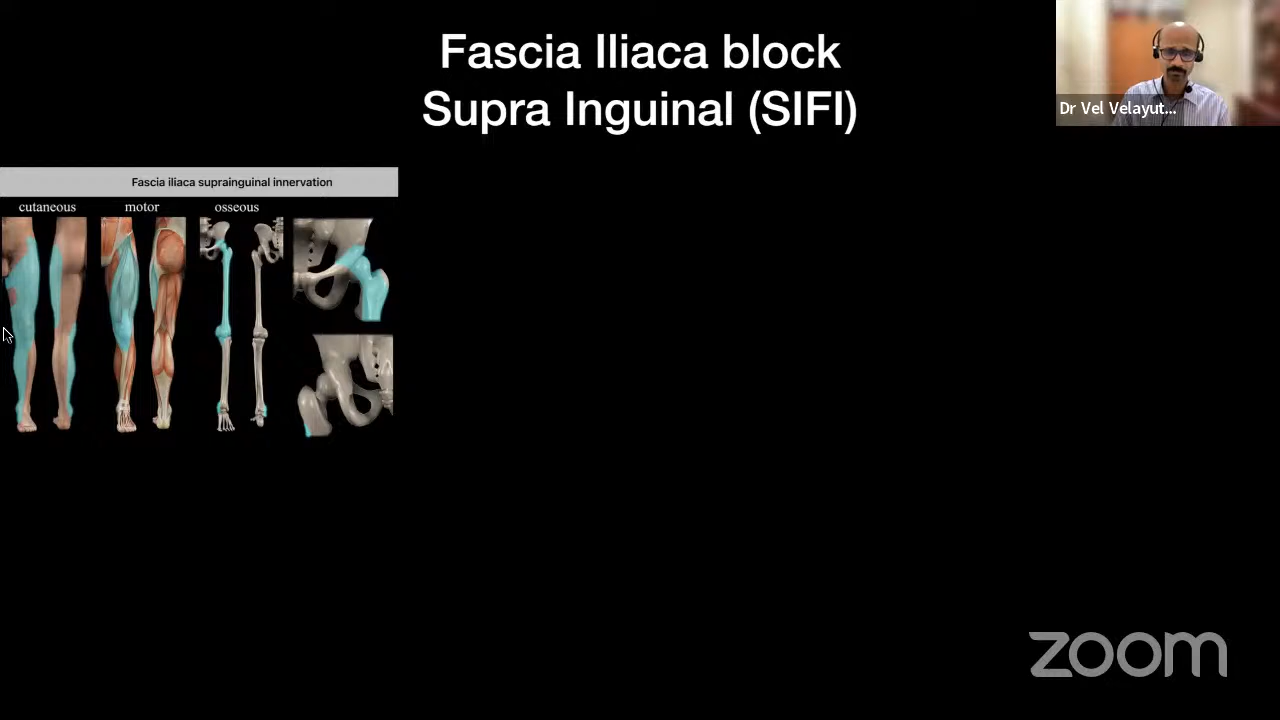 Fascia Iliaca block
Supra Inguinal (SIFI)
Dr Vel Velayut...
Fascia iliaca suprainguinal innervation
cutaneous motor osseous
zoom